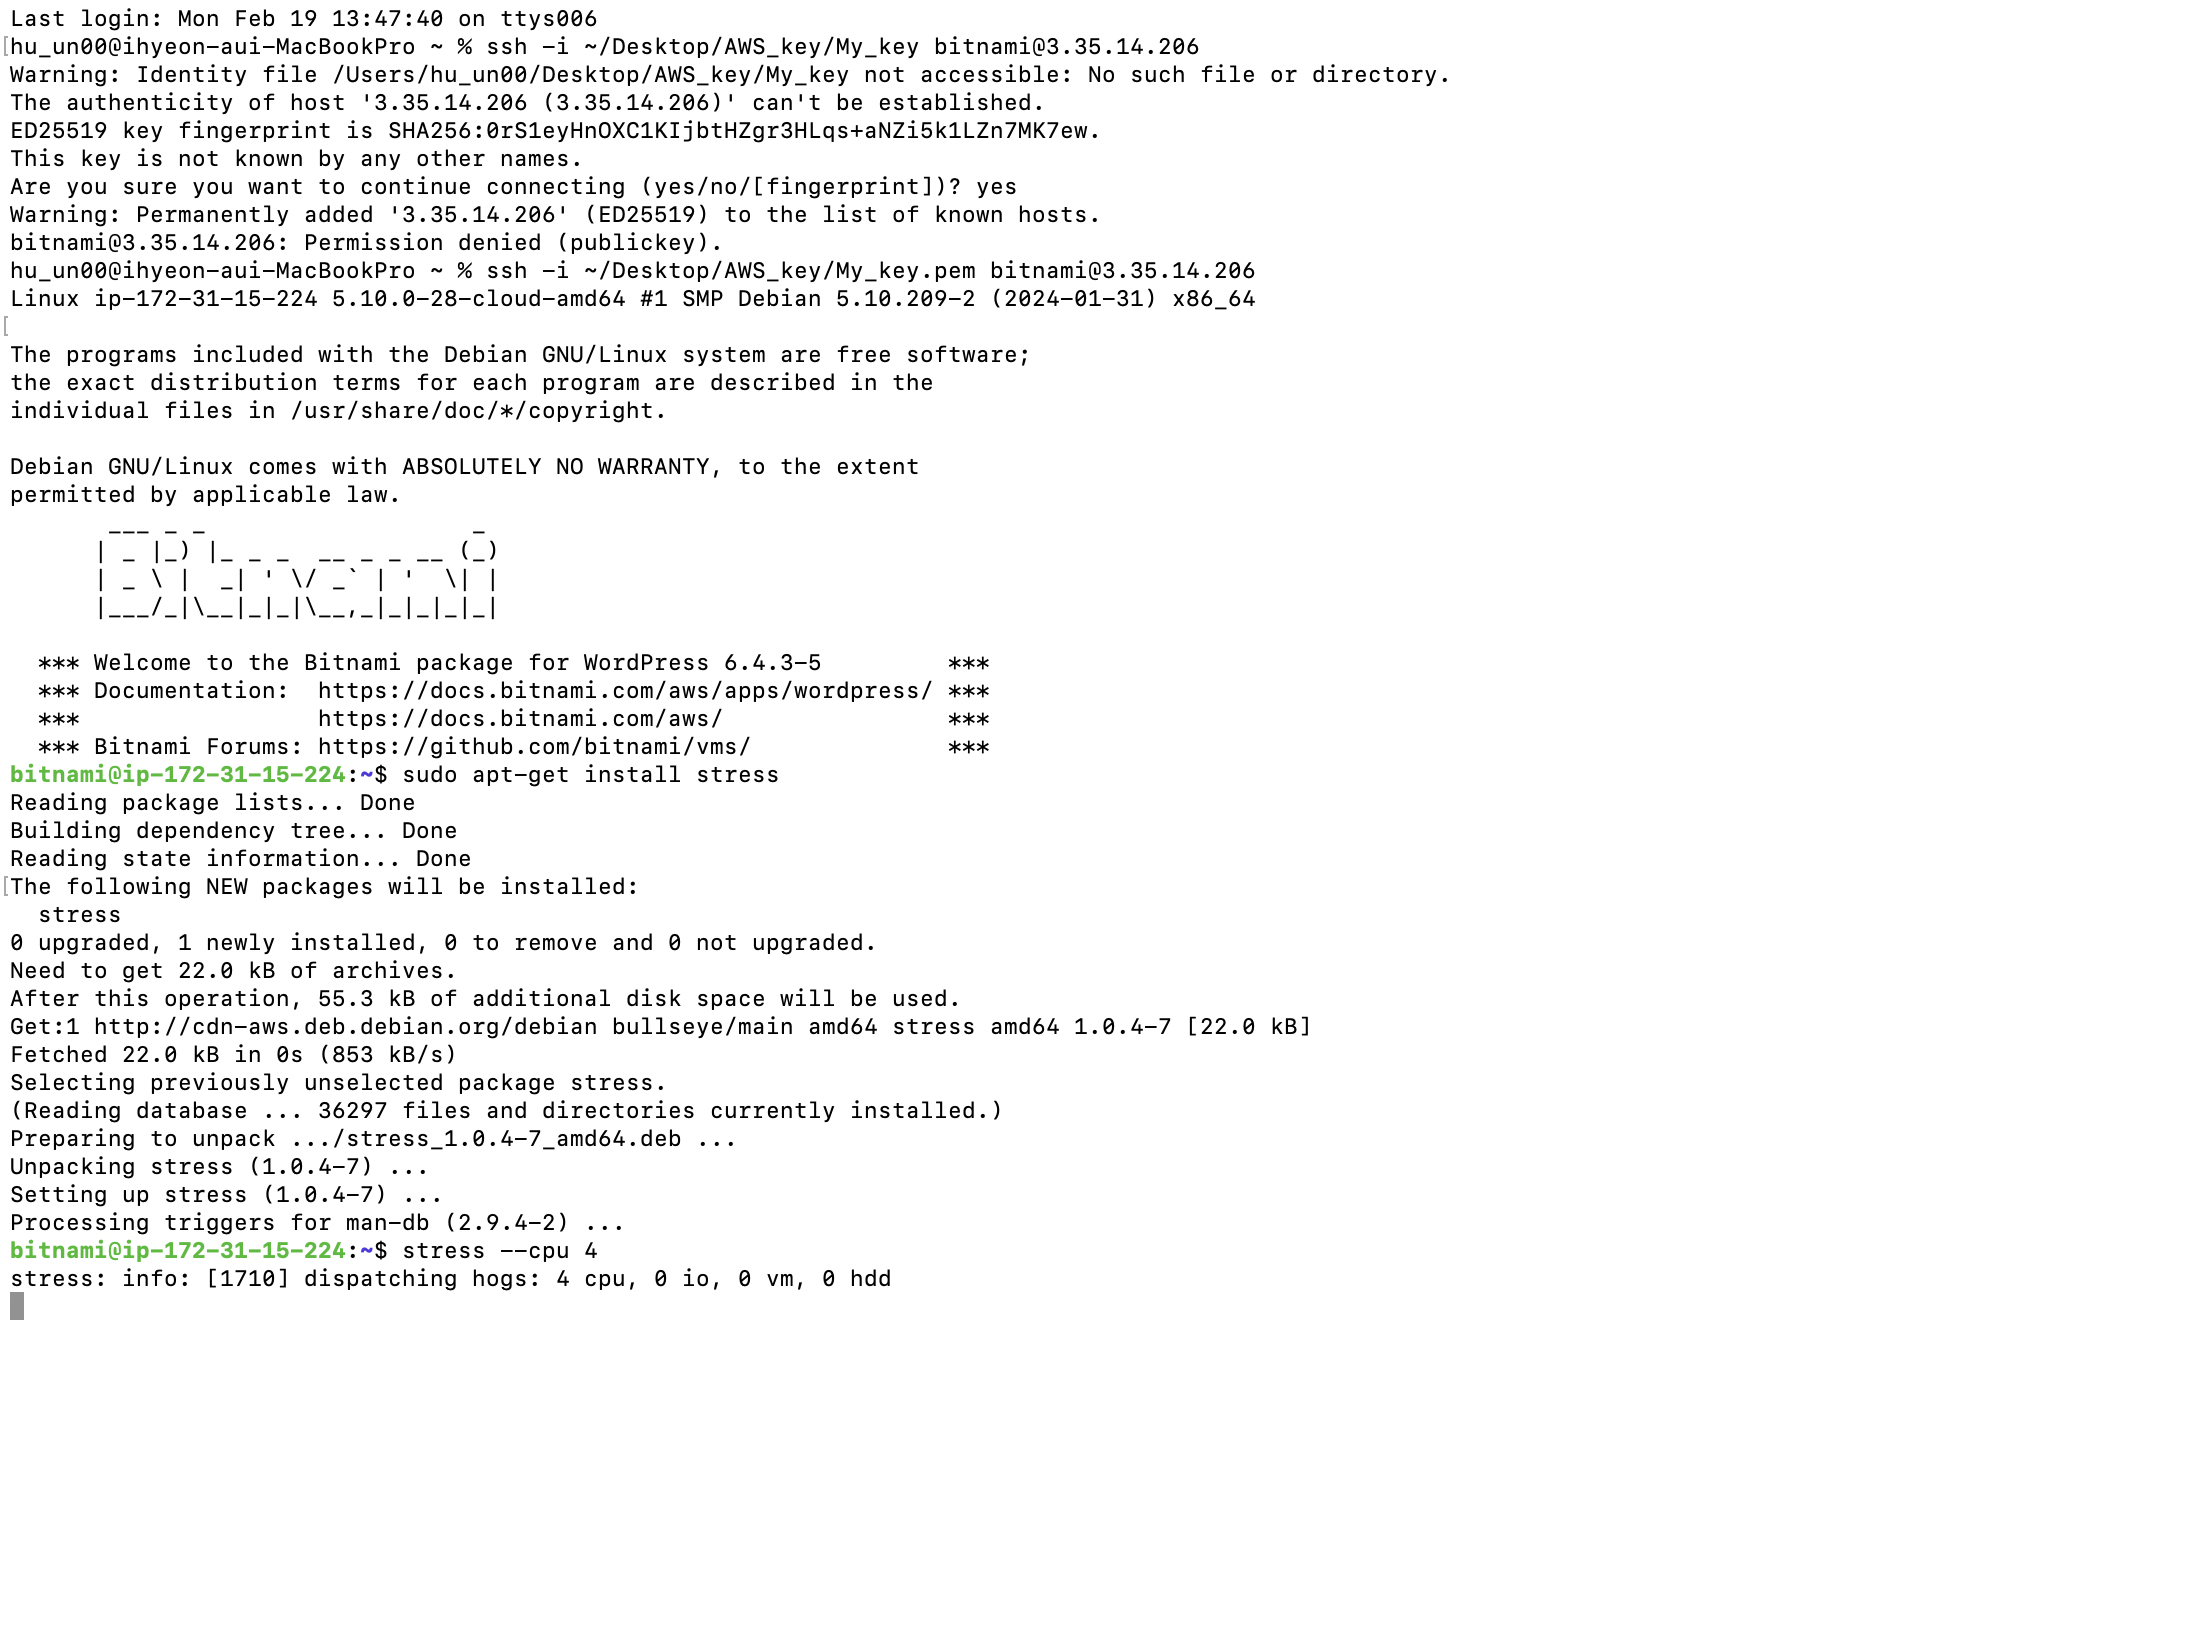 Last login: Mon Feb 19 13:47:40 on ttys006
[hu_un00@ihyeon-aui-MacBookPro ~ % ssh -i ~/Desktop/AWS_key/My_key bitnami@3.35.14.206
Warning: Identity file /Users/hu_un00/Desktop/AWS_key/My_key not accessible: No such file or directory.
The authenticity of host '3.35.14.206 (3.35.14.206)' can't be established.
ED25519 key fingerprint is SHA256:0rS1eyHnOXC1KIjbtHZgr3HLqs+aNZi5k1LZn7MK7ew.
This key is not known by any other names.
Are you sure you want to continue connecting (yes/no/[fingerprint])? yes
Warning: Permanently added '3.35.14.206' (ED25519) to the list of known hosts.
bitnami@3.35.14.206: Permission denied (publickey).
hu_un00@ihyeon-aui-MacBookPro ~ % ssh -i ~/Desktop/AWS_key/My_key.pem bitnami@3.35.14.206
Linux ip-172-31-15-224 5.10.0-28-cloud-amd64 #1 SMP Debian 5.10.209-2 (2024-01-31) x86_64
[
The programs included with the Debian GNU/Linux system are free software;
the exact distribution terms for each program are described in the
individual files in /usr/share/doc/*/copyright.

Debian GNU/Linux comes with ABSOLUTELY NO WARRANTY, to the extent
permitted by applicable law.
       ___ _ _                   _
      | _ |_) |_ _ _  __ _ _ __ (_)
      | _ \ |  _| ' \/ _` | '  \| |
      |___/_|\__|_|_|\__,_|_|_|_|_|

  *** Welcome to the Bitnami package for WordPress 6.4.3-5         ***
  *** Documentation:  https://docs.bitnami.com/aws/apps/wordpress/ ***
  ***                 https://docs.bitnami.com/aws/                ***
  *** Bitnami Forums: https://github.com/bitnami/vms/              ***
bitnami@ip-172-31-15-224:~$ sudo apt-get install stress
Reading package lists... Done
Building dependency tree... Done
Reading state information... Done
[The following NEW packages will be installed:
  stress
0 upgraded, 1 newly installed, 0 to remove and 0 not upgraded.
Need to get 22.0 kB of archives.
After this operation, 55.3 kB of additional disk space will be used.
Get:1 http://cdn-aws.deb.debian.org/debian bullseye/main amd64 stress amd64 1.0.4-7 [22.0 kB]
Fetched 22.0 kB in 0s (853 kB/s)
Selecting previously unselected package stress.
(Reading database ... 36297 files and directories currently installed.)
Preparing to unpack .../stress_1.0.4-7_amd64.deb ...
Unpacking stress (1.0.4-7) ...
Setting up stress (1.0.4-7) ...
Processing triggers for man-db (2.9.4-2) ...
bitnami@ip-172-31-15-224:~$ stress --cpu 4
stress: info: [1710] dispatching hogs: 4 cpu, 0 io, 0 vm, 0 hdd